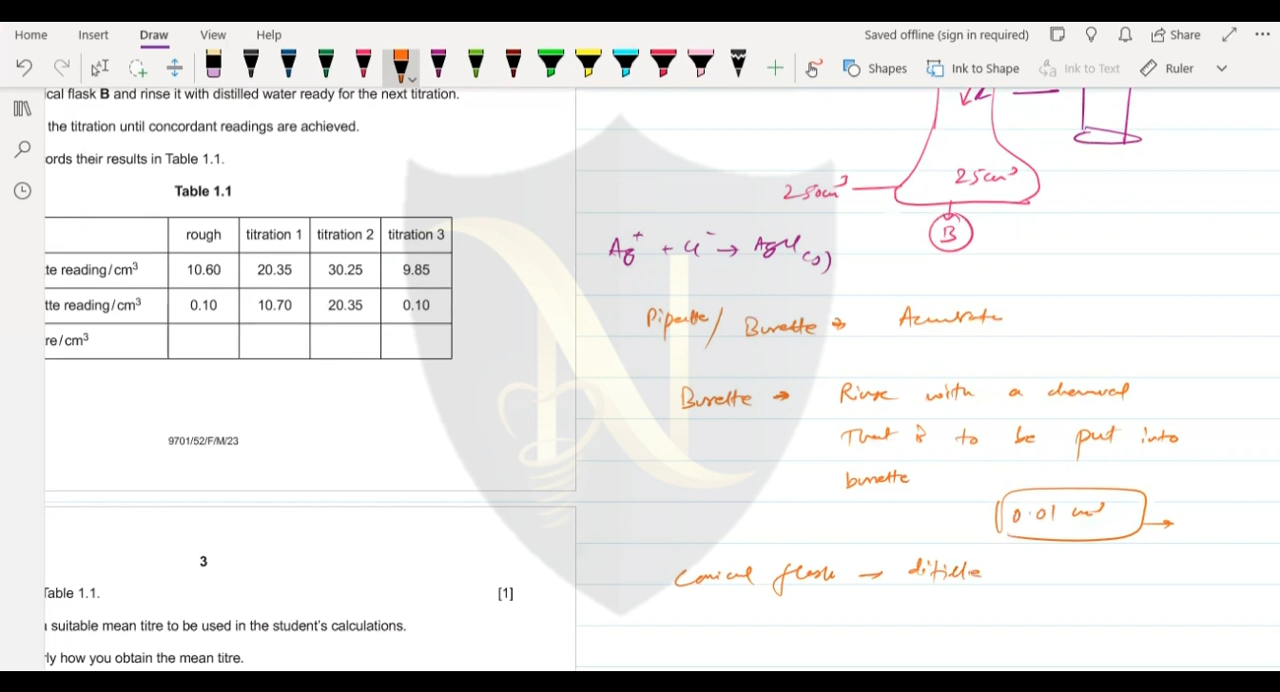 Home Insert Draw View Help Saved offline (sign in required) Share
Shapes Ink to Shape Ink to Text Ruler
ical flask B and rinse it with distilled water ready for the next titration.
the titration until concordant readings are achieved.
ords their results in Table 1.1.
Table 1.1
rough titration 1 titration 2 titration 3
te reading/cm³ 10.60 20.35 30.25 9.85
tte reading/cm³ 0.10 10.70 20.35 0.10
re/cm³
9701/52/F/M/23
3
Table 1.1. [1]
suitable mean titre to be used in the student's calculations.
rly how you obtain the mean titre.
25cm³
250cm³
B
Ag⁺ + Cl⁻ → AgCl(s)
Pipette/ Burette →
Burette → Rinse with a chemical
That is to be put into
burette
0.01 cm³
Conical flask → distille